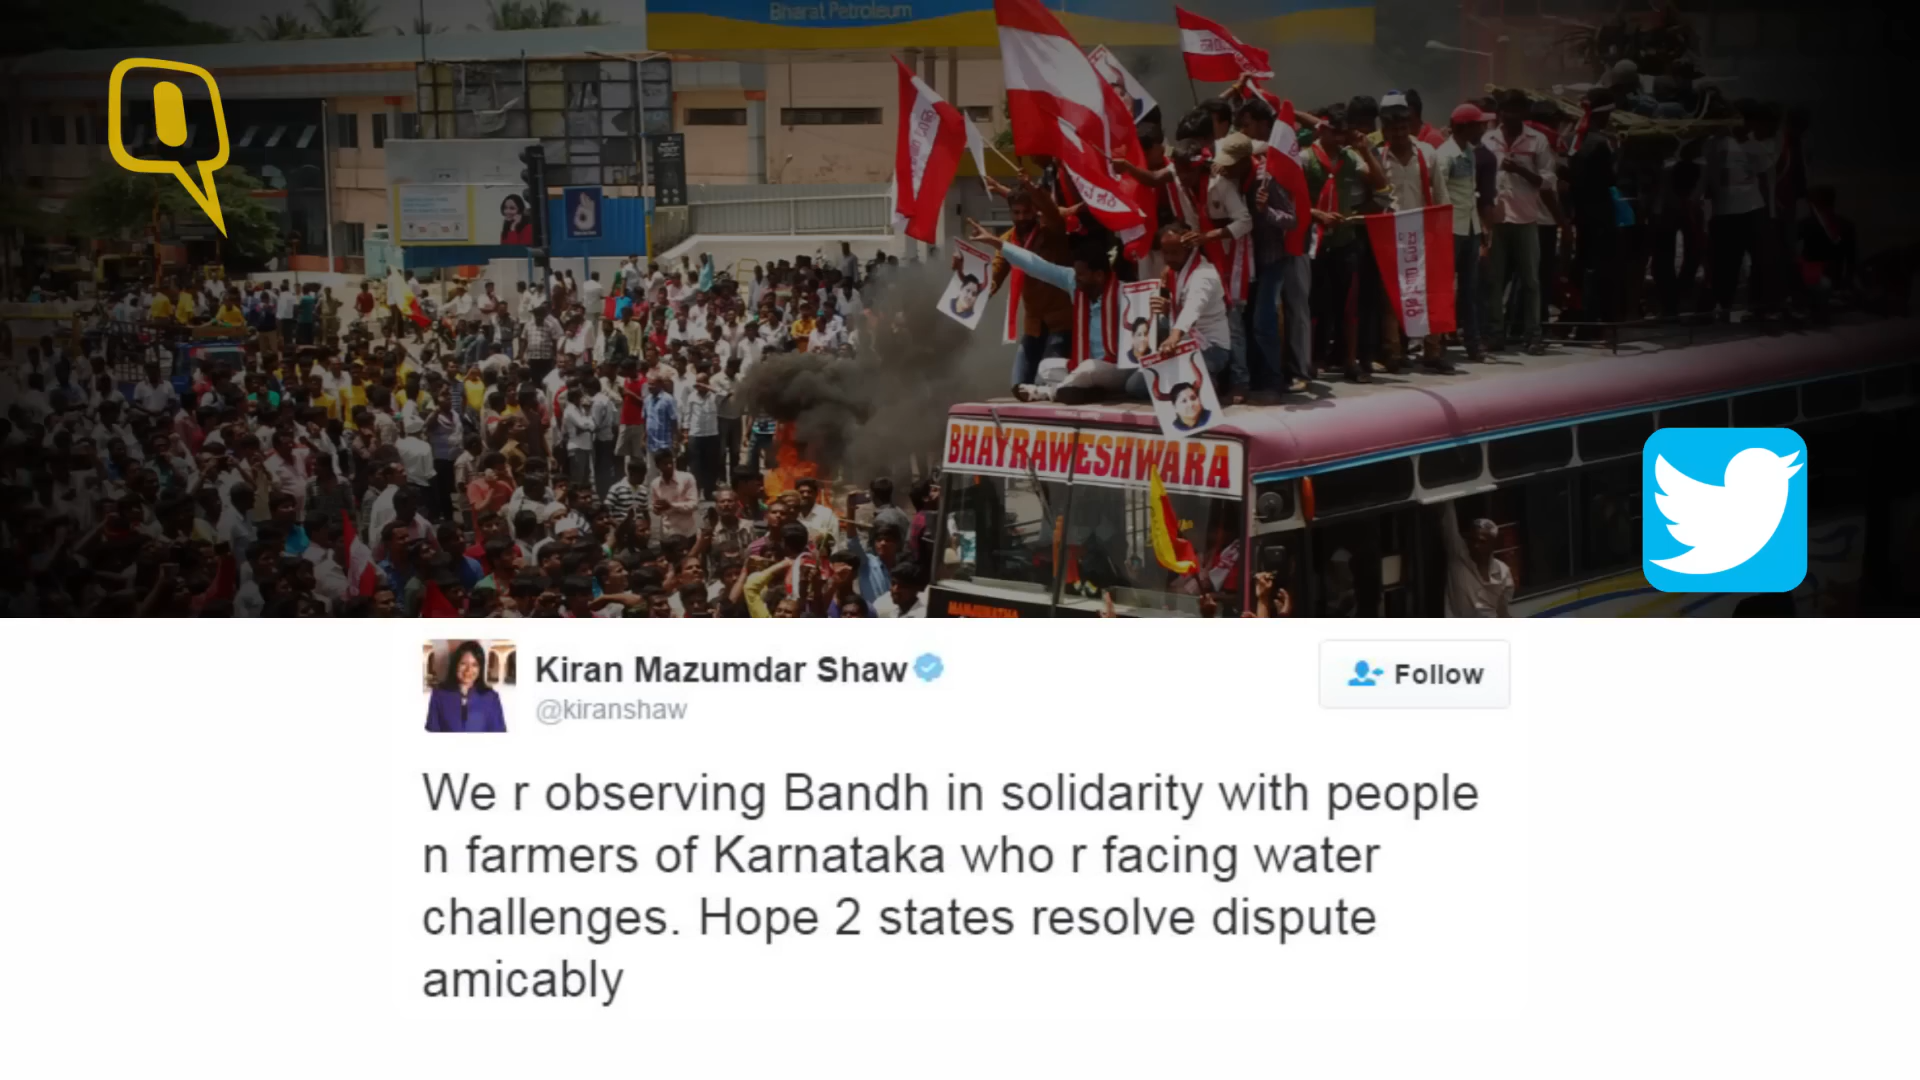 Bharat Petroleum
BHAYRAWESHWARA
MANJUNATHA
Kiran Mazumdar Shaw
@kiranshaw
Follow
We r observing Bandh in solidarity with people
n farmers of Karnataka who r facing water
challenges. Hope 2 states resolve dispute
amicably